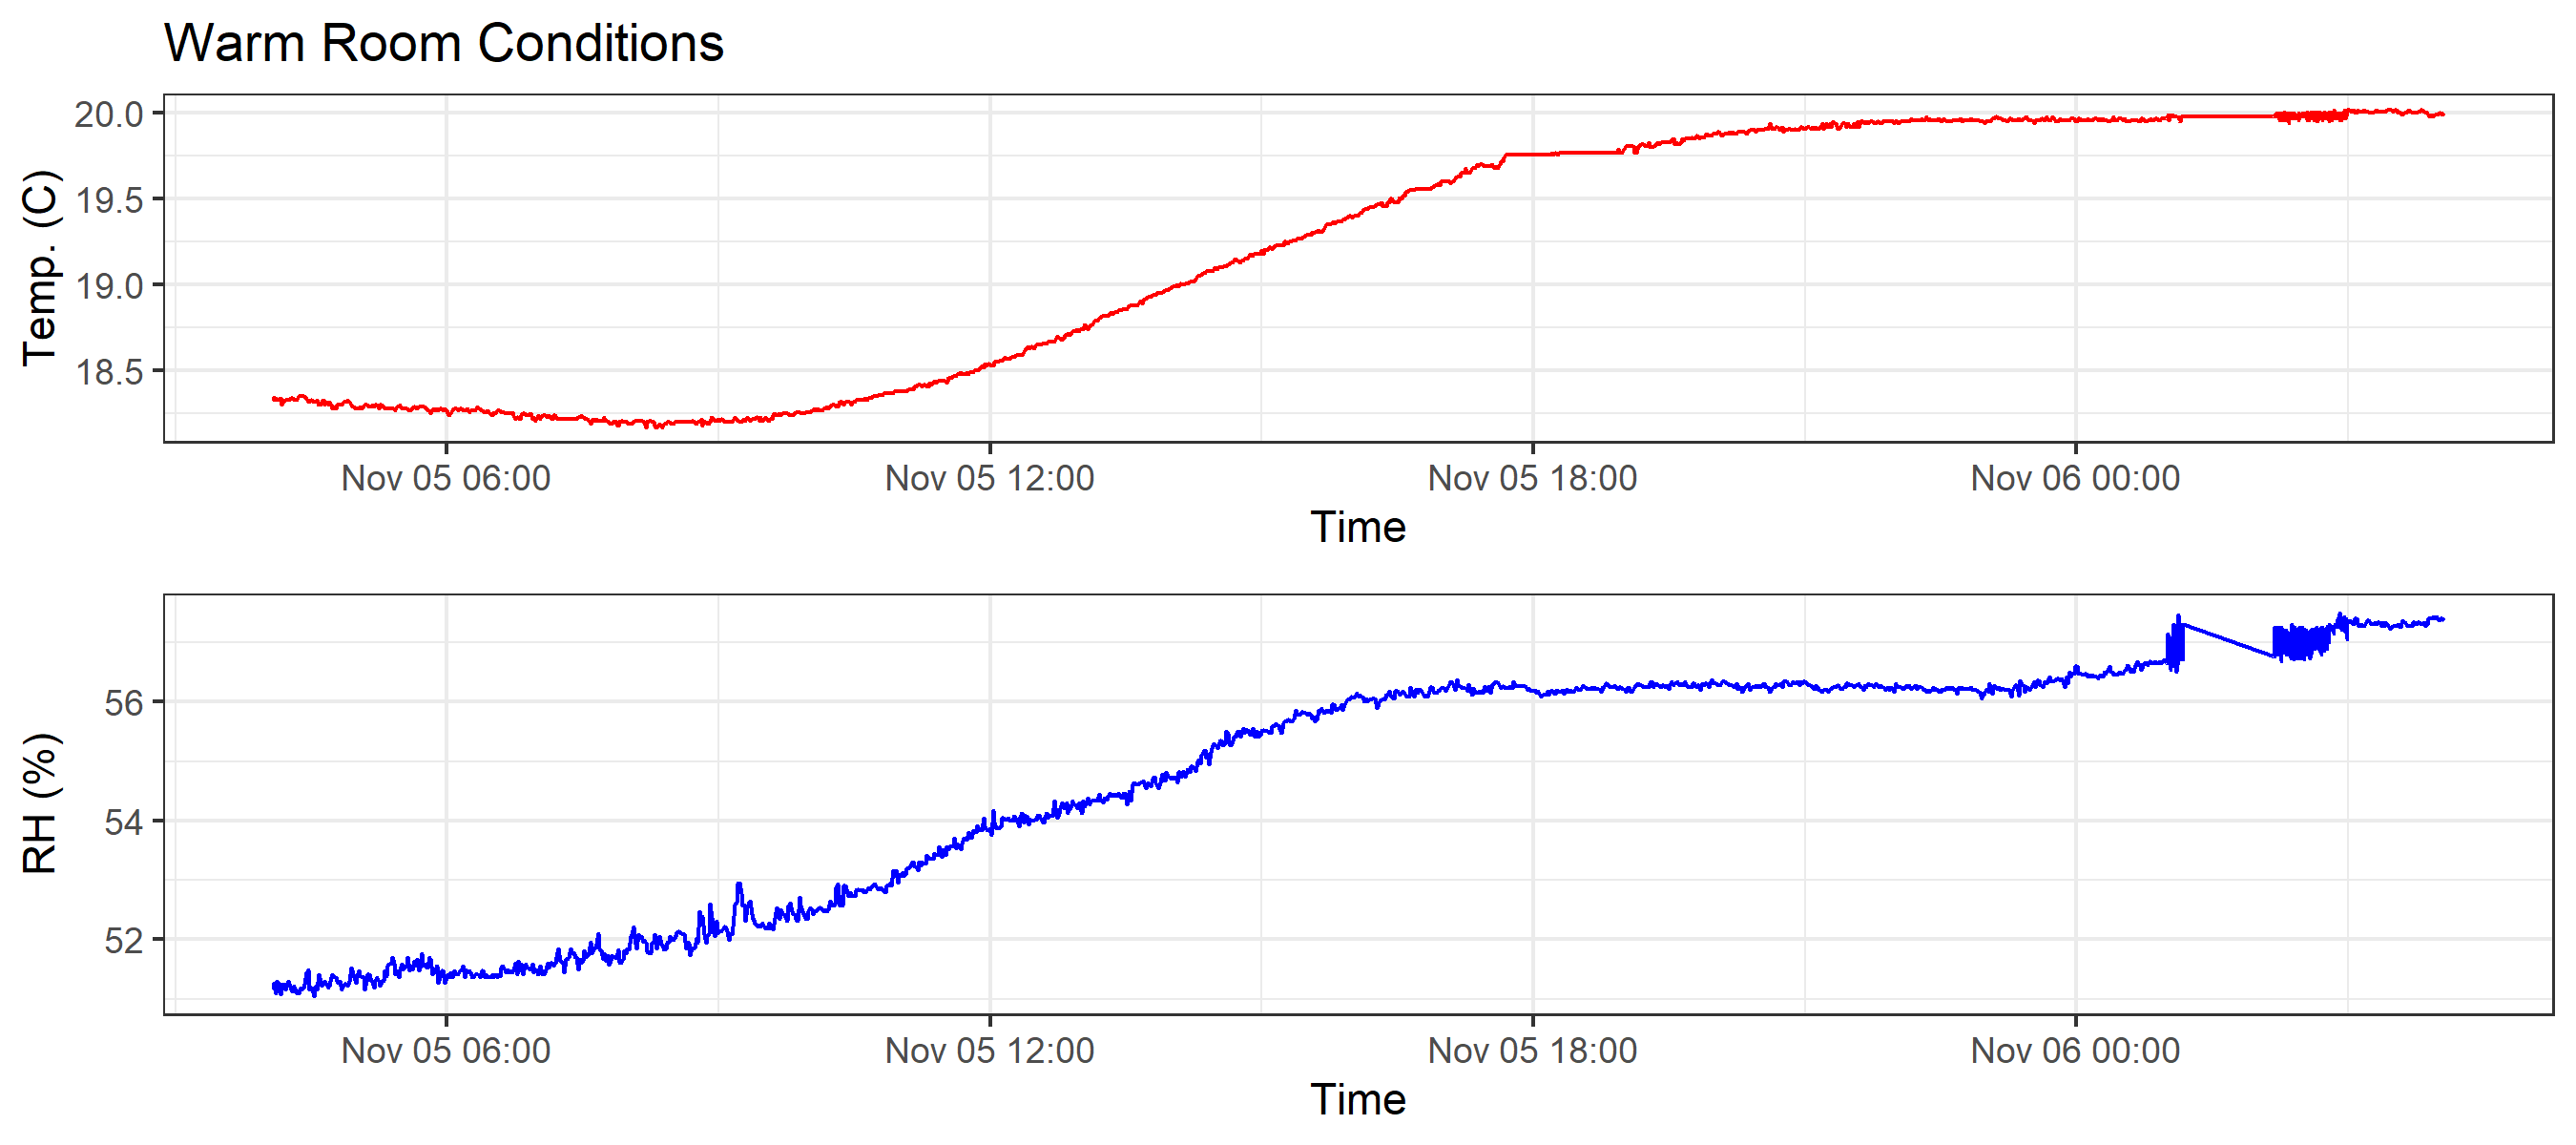 Warm Room Conditions
Temp. (C)
20.0
19.5
19.0
18.5
Nov 05 06:00 Nov 05 12:00 Nov 05 18:00 Nov 06 00:00
Time
RH (%)
56
54
52
Nov 05 06:00 Nov 05 12:00 Nov 05 18:00 Nov 06 00:00
Time